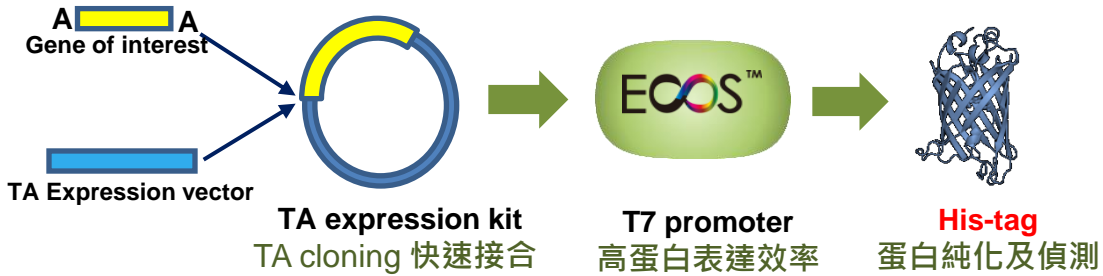 A A
Gene of interest
TA Expression vector
ECOS™
TA expression kit
TA cloning 快速接合
T7 promoter
高蛋白表達效率
His-tag
蛋白純化及偵測